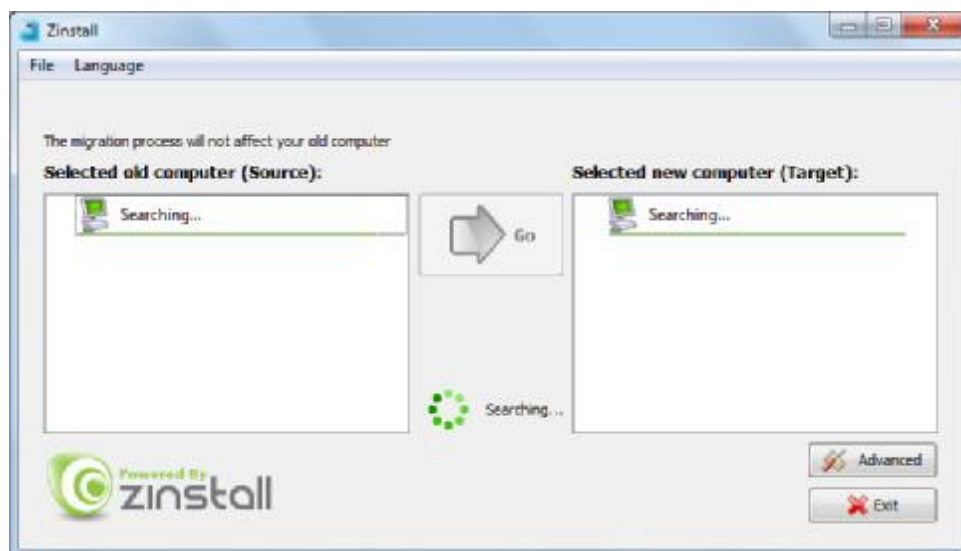 Zinstall
File Language
The migration process will not affect your old computer
Selected old computer (Source):
Selected new computer (Target):
Searching...
Go
Searching...
Searching...
Advanced
Powered By
zinstall
Exit